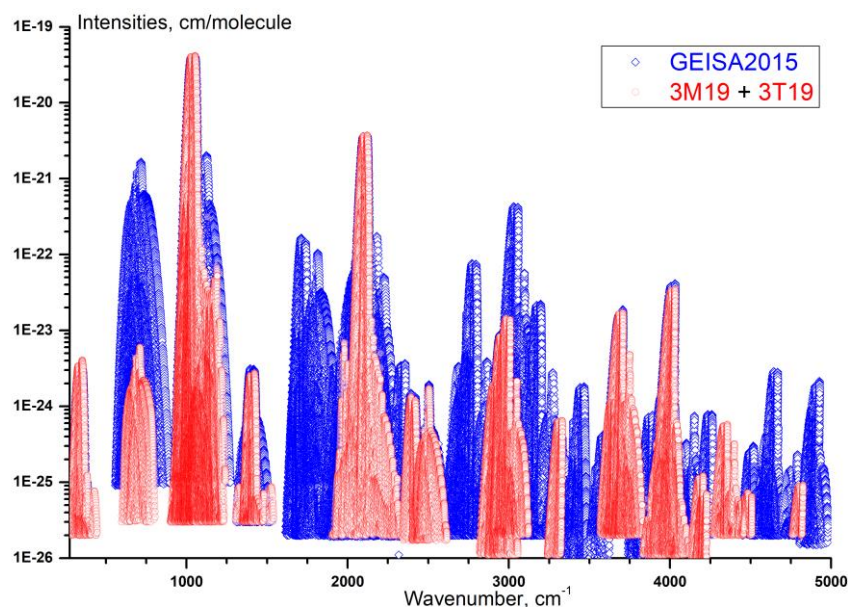 Intensities, cm/molecule
1E-19
GEISA2015
3M19 + 3T19
1E-20
1E-21
1E-22
1E-23
1E-24
1E-25
1E-26
1000 2000 3000 4000 5000
Wavenumber, cm-1